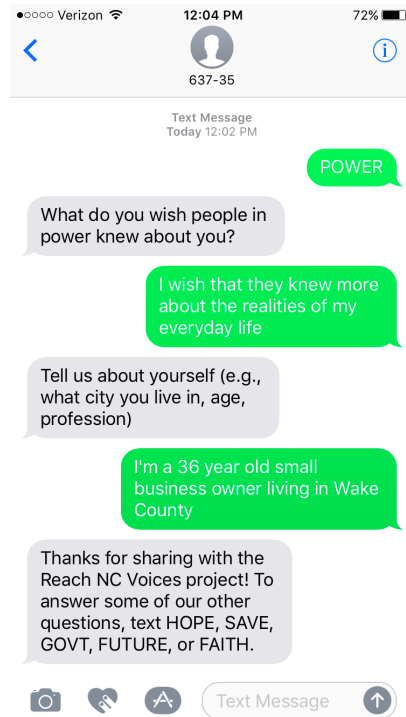 Verizon 12:04 PM 72%
637-35
Text Message
Today 12:02 PM
POWER
What do you wish people in
power knew about you?
I wish that they knew more
about the realities of my
everyday life
Tell us about yourself (e.g.,
what city you live in, age,
profession)
I'm a 36 year old small
business owner living in Wake
County
Thanks for sharing with the
Reach NC Voices project! To
answer some of our other
questions, text HOPE, SAVE,
GOVT, FUTURE, or FAITH.
Text Message